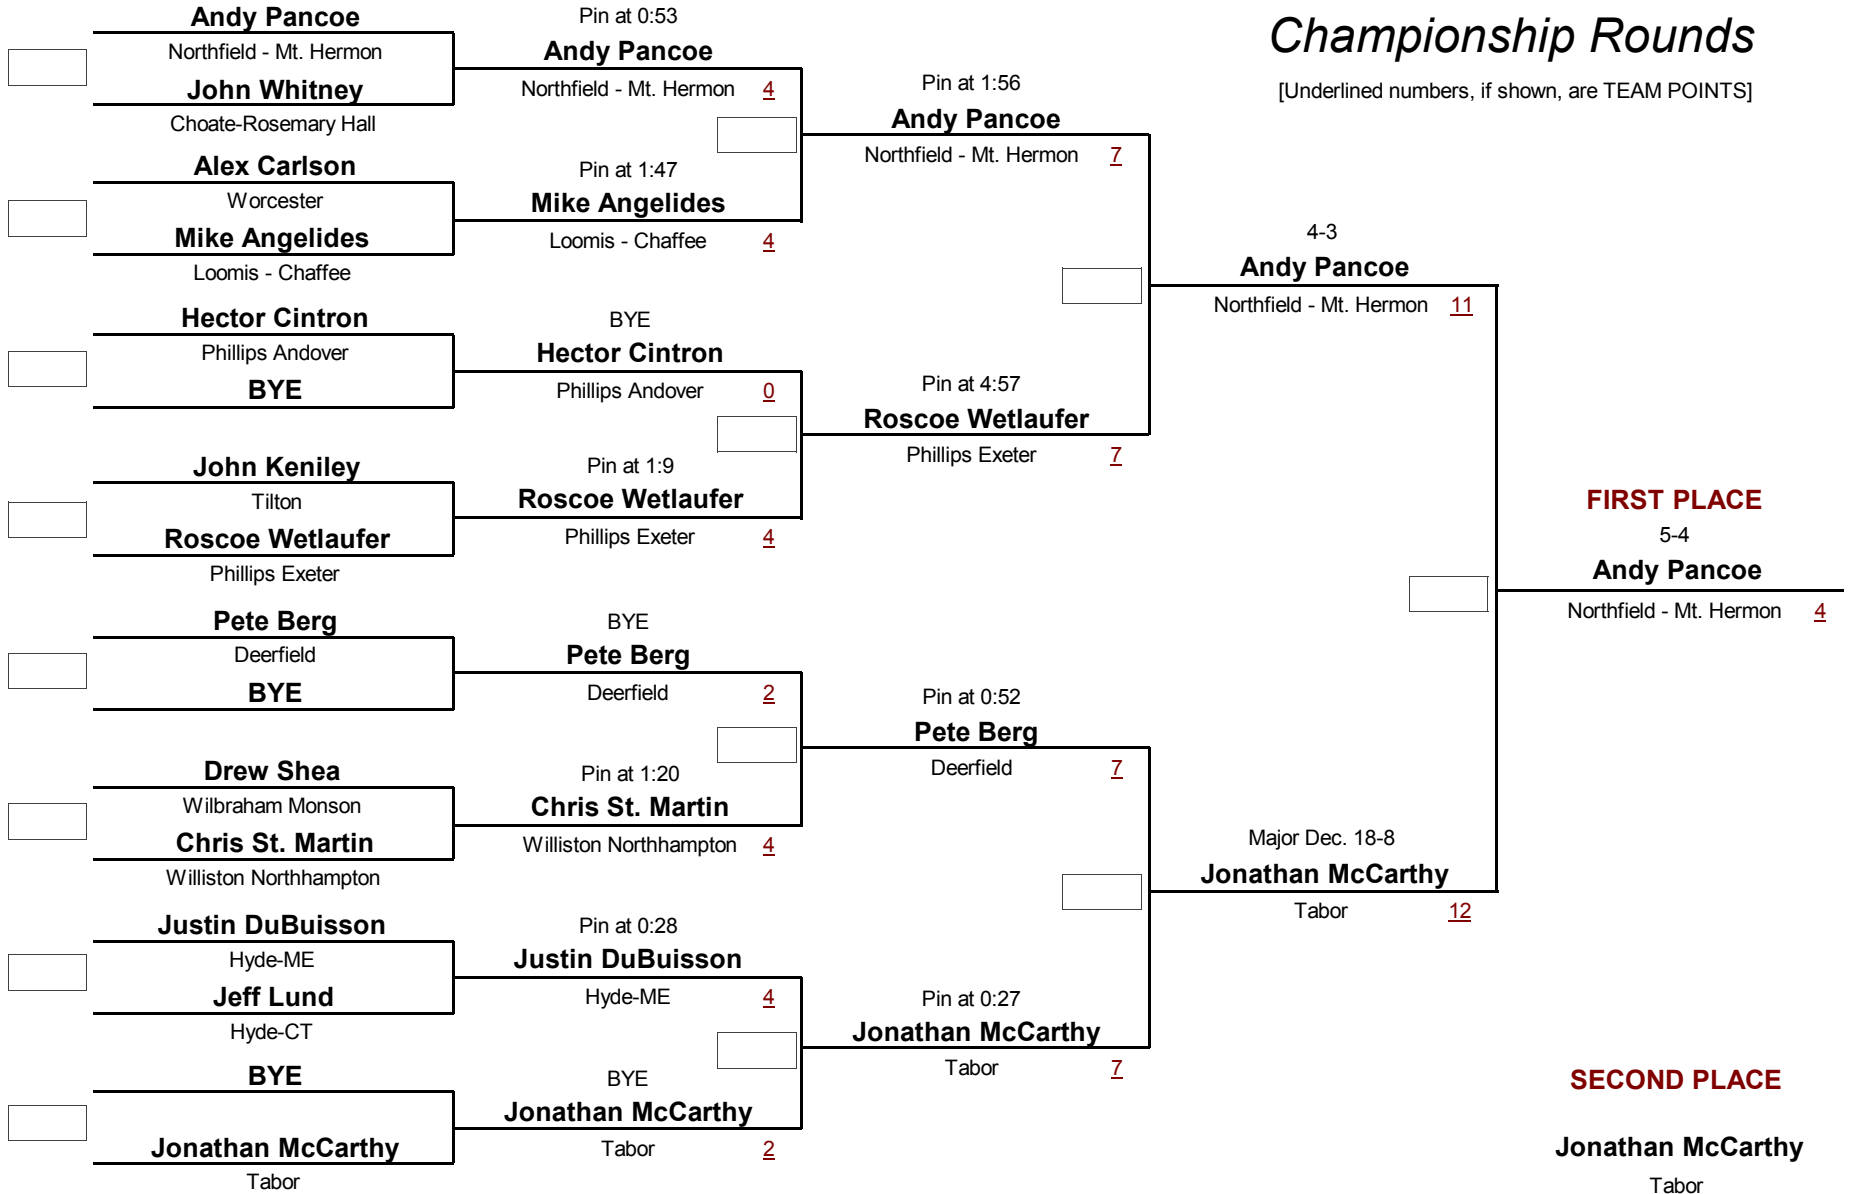 Championship Rounds
[Underlined numbers, if shown, are TEAM POINTS]
Andy Pancoe
Northfield - Mt. Hermon
John Whitney
Choate-Rosemary Hall
Alex Carlson
Worcester
Mike Angelides
Loomis - Chaffee
Hector Cintron
Phillips Andover
BYE
John Keniley
Tilton
Roscoe Wetlaufer
Phillips Exeter
Pete Berg
Deerfield
BYE
Drew Shea
Wilbraham Monson
Chris St. Martin
Williston Northhampton
Justin DuBuisson
Hyde-ME
Jeff Lund
Hyde-CT
BYE
Jonathan McCarthy
Tabor
Pin at 0:53
Andy Pancoe
Northfield - Mt. Hermon 4
Pin at 1:47
Mike Angelides
Loomis - Chaffee 4
BYE
Hector Cintron
Phillips Andover 0
Pin at 1:9
Roscoe Wetlaufer
Phillips Exeter 4
BYE
Pete Berg
Deerfield 2
Pin at 1:20
Chris St. Martin
Williston Northhampton 4
Pin at 0:28
Justin DuBuisson
Hyde-ME 4
BYE
Jonathan McCarthy
Tabor 2
Pin at 1:56
Andy Pancoe
Northfield - Mt. Hermon 7
Pin at 4:57
Roscoe Wetlaufer
Phillips Exeter 7
Pin at 0:52
Pete Berg
Deerfield 7
Pin at 0:27
Jonathan McCarthy
Tabor 7
4-3
Andy Pancoe
Northfield - Mt. Hermon 11
Major Dec. 18-8
Jonathan McCarthy
Tabor 12
FIRST PLACE
5-4
Andy Pancoe
Northfield - Mt. Hermon 4
SECOND PLACE
Jonathan McCarthy
Tabor